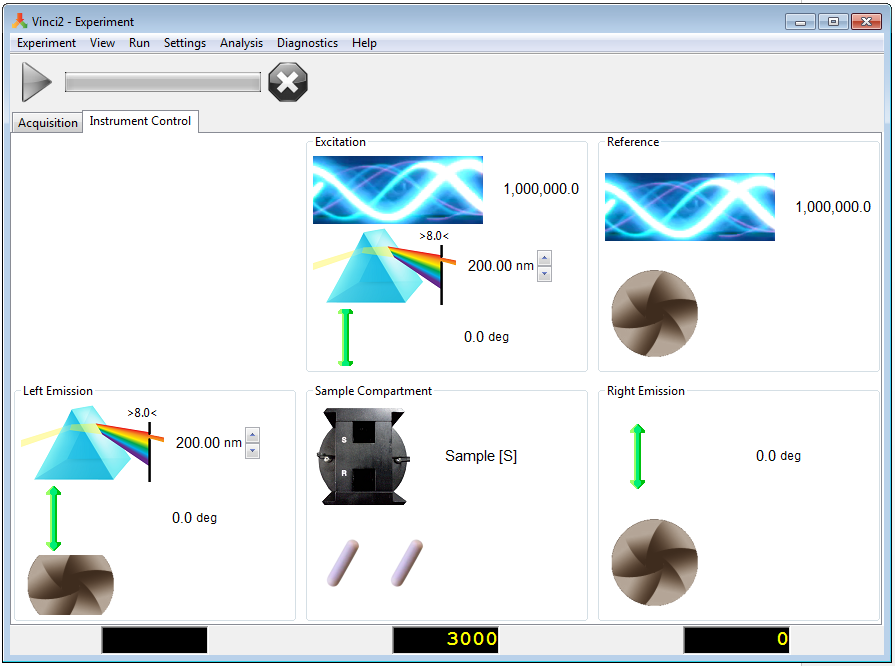 Vinci2 - Experiment
Experiment View Run Settings Analysis Diagnostics Help
Acquisition Instrument Control
Excitation
1,000,000.0
>8.0<
200.00 nm
0.0 deg
Reference
1,000,000.0
Left Emission
>8.0<
200.00 nm
0.0 deg
Sample Compartment
S
R
Sample [S]
Right Emission
0.0 deg
3000
0